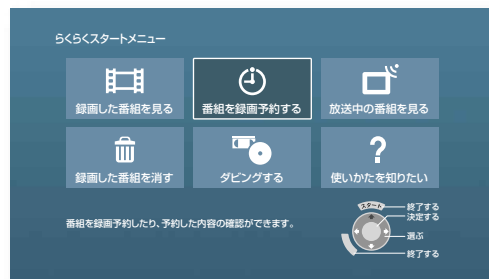 らくらくスタートメニュー
録画した番組を見る
番組を録画予約する
放送中の番組を見る
録画した番組を消す
ダビングする
使いかたを知りたい
番組を録画予約したり、予約した内容の確認ができます。
スタート
終了する
決定する
選ぶ
終了する